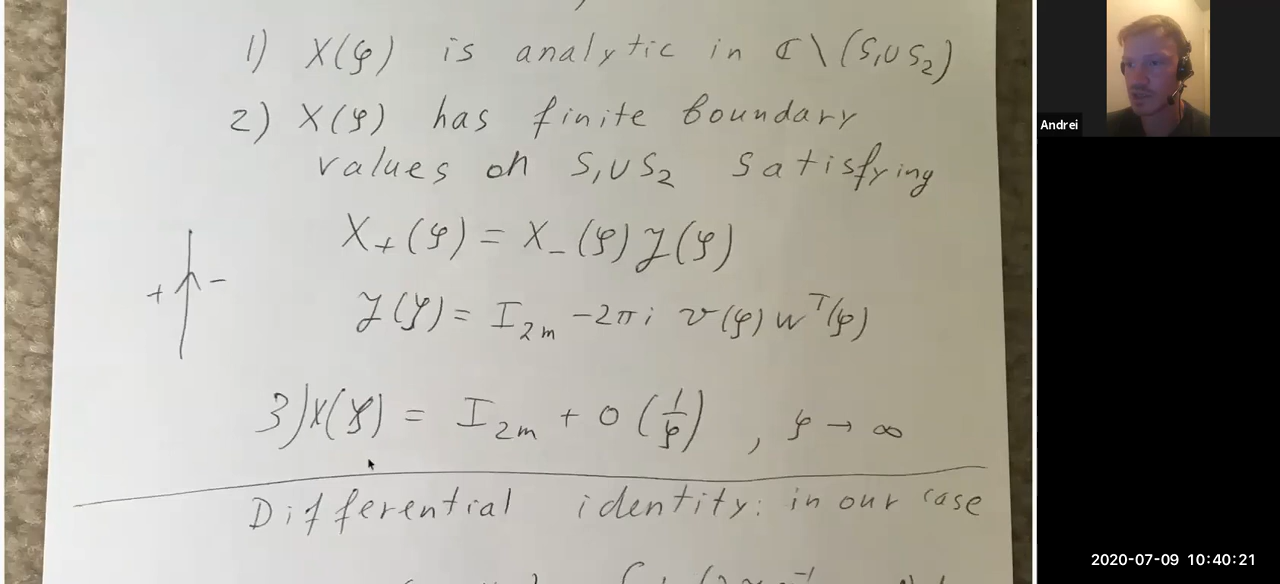 1) X(ζ) is analytic in ℂ \ (S₁∪S₂)
2) X(ζ) has finite boundary
values on S₁∪S₂ satisfying
X₊(ζ) = X₋(ζ) J(ζ)
+ -
J(ζ) = I₂ₘ - 2πi v(ζ) wᵀ(ζ)
3) X(ζ) = I₂ₘ + O(1/ζ), ζ → ∞
Differential identity: in our case
Andrei
2020-07-09 10:40:21